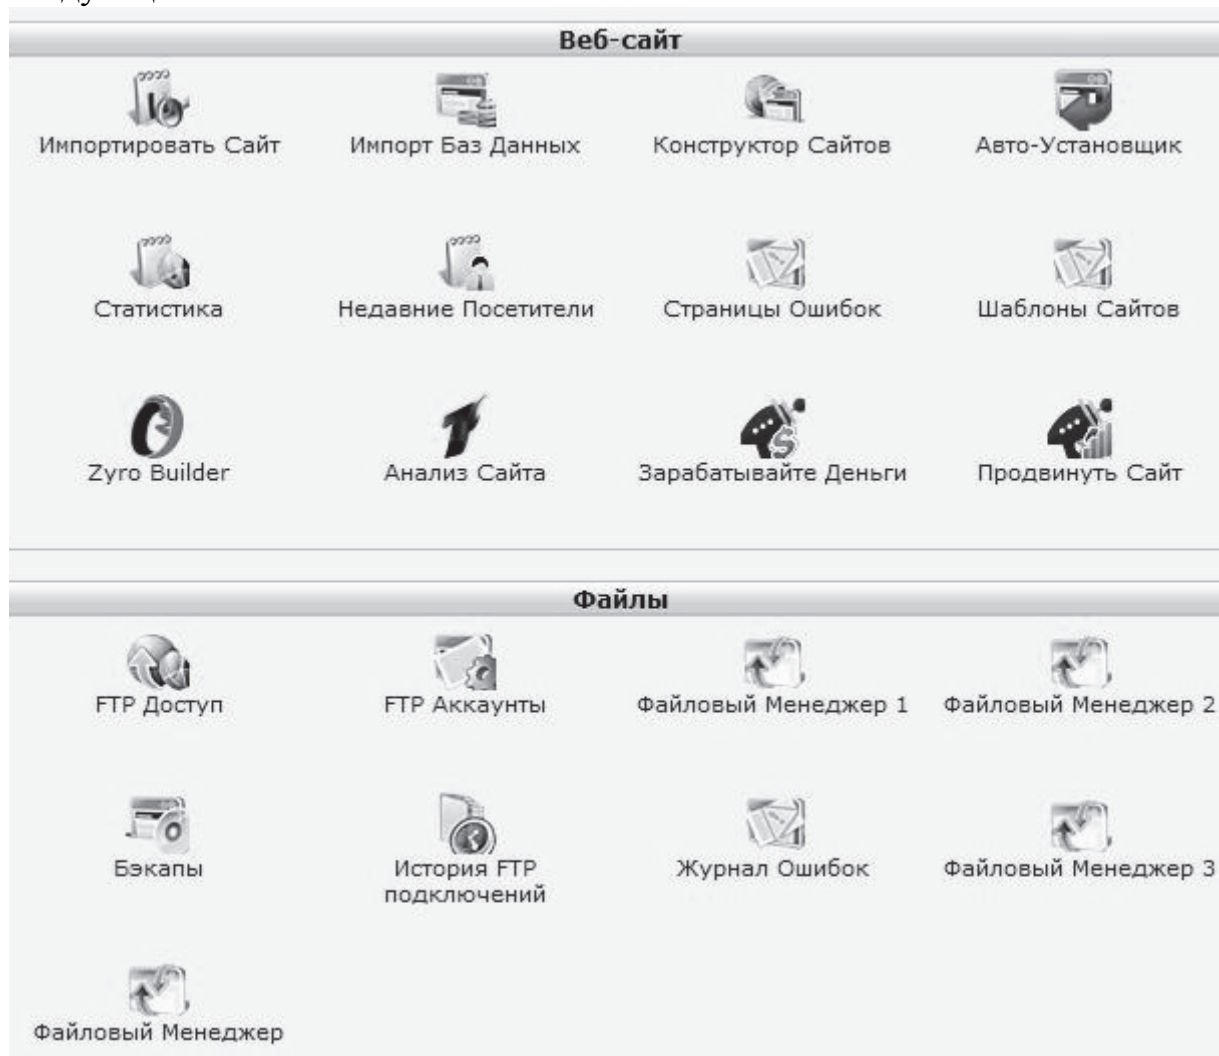 Веб-сайт
Импортировать Сайт
Импорт Баз Данных
Конструктор Сайтов
Авто-Установщик
Статистика
Недавние Посетители
Страницы Ошибок
Шаблоны Сайтов
Zyro Builder
Анализ Сайта
Зарабатывайте Деньги
Продвинуть Сайт
Файлы
FTP Доступ
FTP Аккаунты
Файловый Менеджер 1
Файловый Менеджер 2
Бэкапы
История FTP
подключений
Журнал Ошибок
Файловый Менеджер 3
Файловый Менеджер